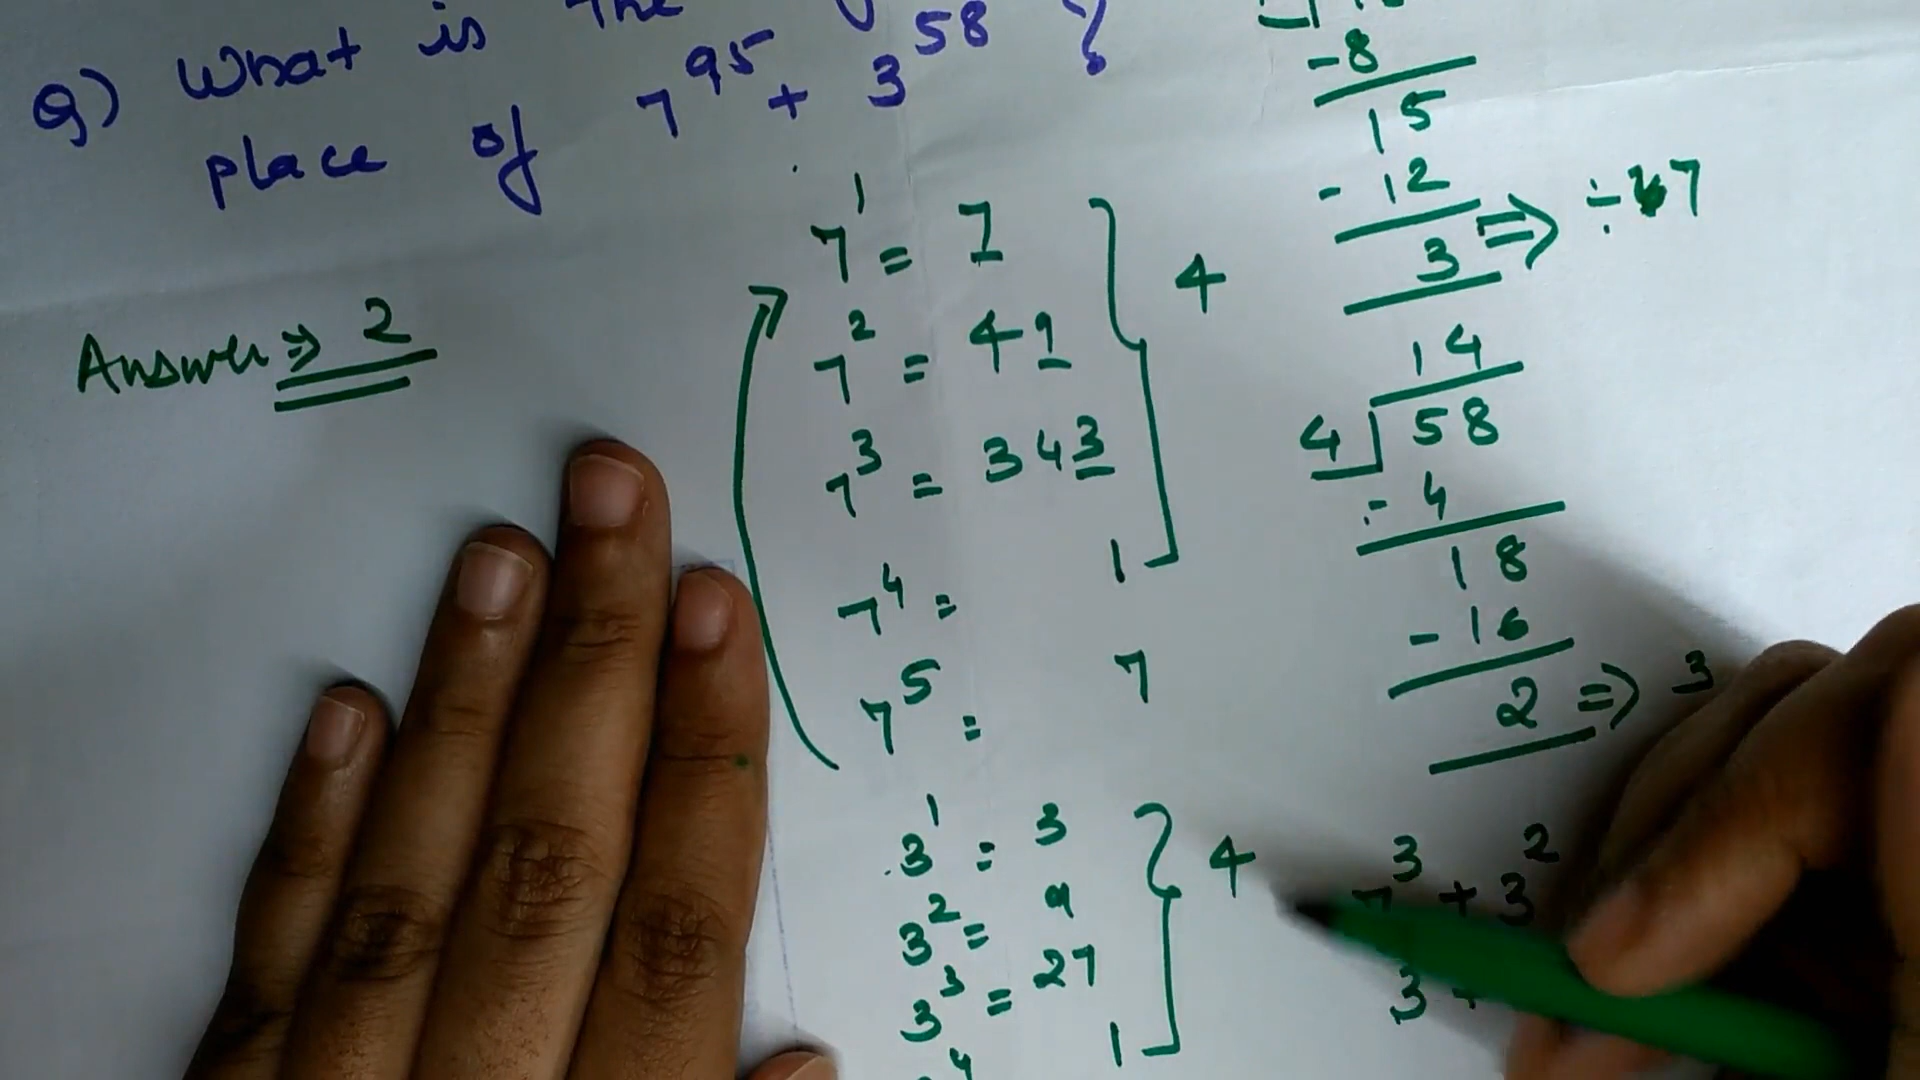 Q) What is the
place of 7^95 + 3^58 ?
Answer => 2
7^1 = 7
7^2 = 49
7^3 = 343
7^4 = 1
7^5 = 7
4
3^1 = 3
3^2 = 9
3^3 = 27
1
4
-8
15
-12
3 => ÷ 7
14
4 58
-4
18
-16
2 => 3
7^3 + 3^2
3 +